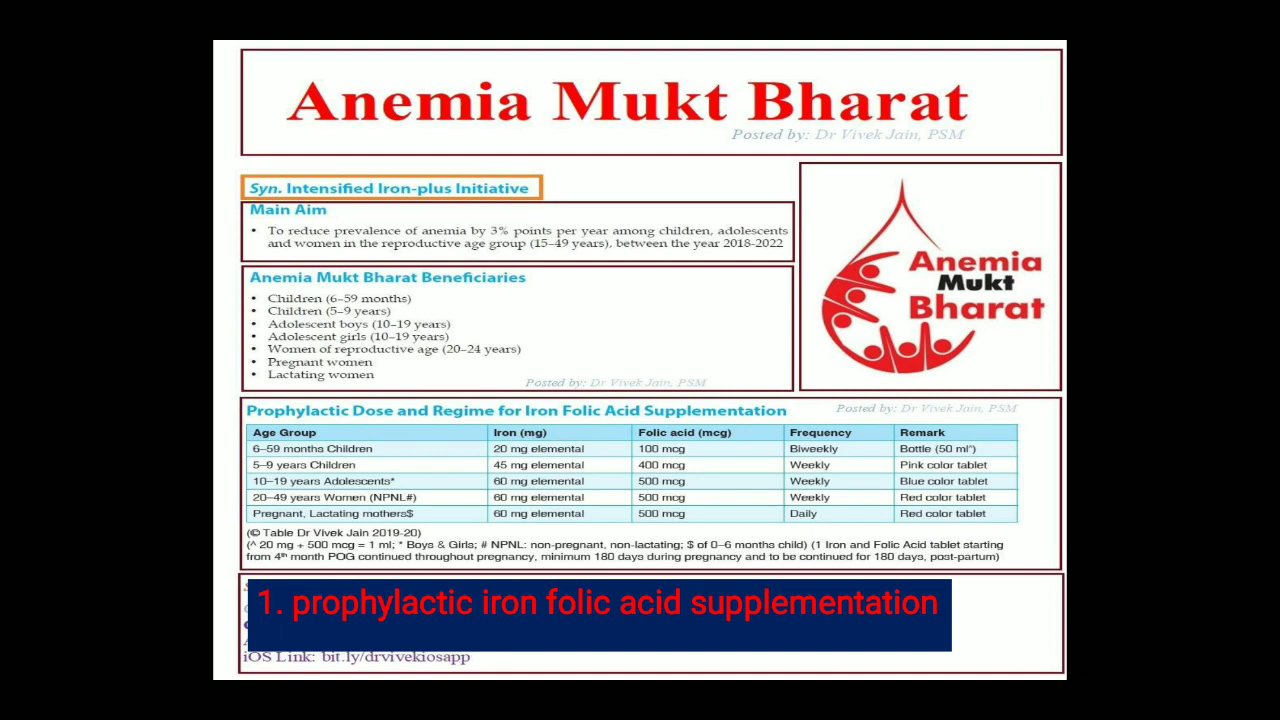 Anemia Mukt Bharat
Posted by: Dr Vivek Jain, PSM
Syn. Intensified Iron-plus Initiative
Main Aim
• To reduce prevalence of anemia by 3% points per year among children, adolescents
and women in the reproductive age group (15–49 years), between the year 2018-2022
Anemia Mukt Bharat Beneficiaries
• Children (6–59 months)
• Children (5–9 years)
• Adolescent boys (10–19 years)
• Adolescent girls (10–19 years)
• Women of reproductive age (20–24 years)
• Pregnant women
• Lactating women
Posted by: Dr Vivek Jain, PSM
Anemia
Mukt
Bharat
Prophylactic Dose and Regime for Iron Folic Acid Supplementation
Posted by: Dr Vivek Jain, PSM
Age Group Iron (mg) Folic acid (mcg) Frequency Remark
6–59 months Children 20 mg elemental 100 mcg Biweekly Bottle (50 ml^)
5–9 years Children 45 mg elemental 400 mcg Weekly Pink color tablet
10–19 years Adolescents* 60 mg elemental 500 mcg Weekly Blue color tablet
20–49 years Women (NPNL#) 60 mg elemental 500 mcg Weekly Red color tablet
Pregnant, Lactating mothers$ 60 mg elemental 500 mcg Daily Red color tablet
(© Table Dr Vivek Jain 2019-20)
(^ 20 mg + 500 mcg = 1 ml; * Boys & Girls; # NPNL: non-pregnant, non-lactating; $ of 0–6 months child) (1 Iron and Folic Acid tablet starting
from 4th month POG continued throughout pregnancy, minimum 180 days during pregnancy and to be continued for 180 days, post-partum)
1. prophylactic iron folic acid supplementation
iOS Link: bit.ly/drvivekiosapp